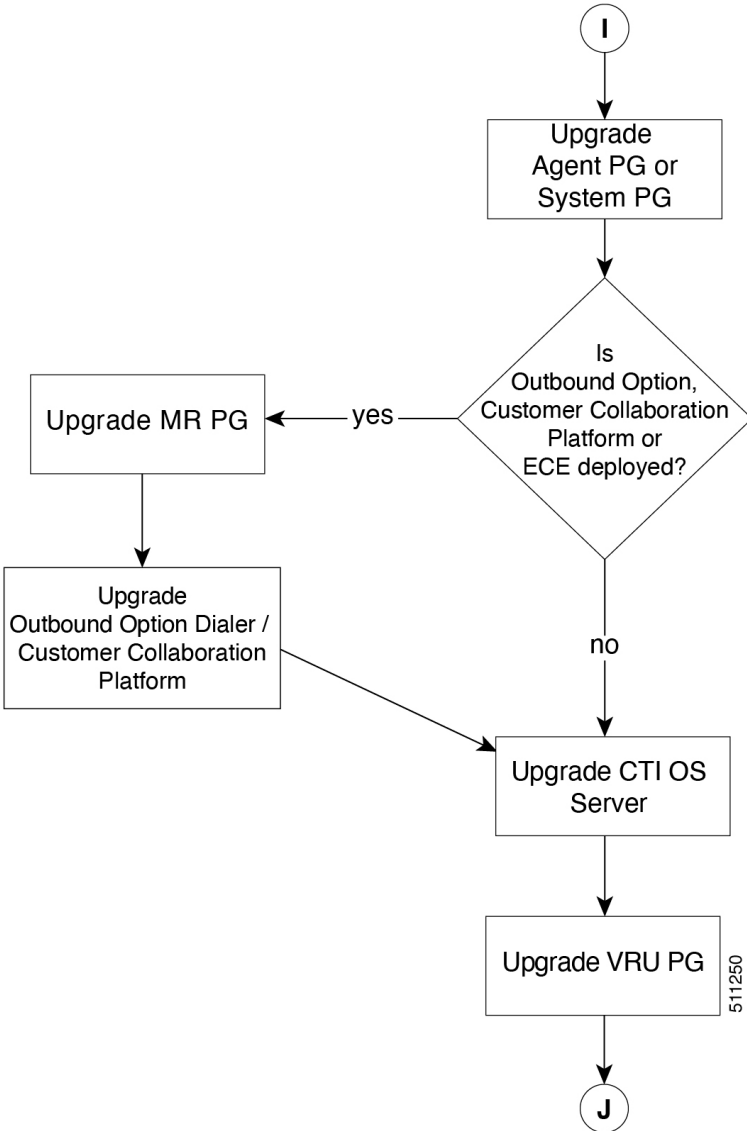 I
Upgrade
Agent PG or
System PG
Is
Outbound Option,
Customer Collaboration
Platform or
ECE deployed?
yes
Upgrade MR PG
Upgrade
Outbound Option Dialer /
Customer Collaboration
Platform
no
Upgrade CTI OS
Server
Upgrade VRU PG
511250
J